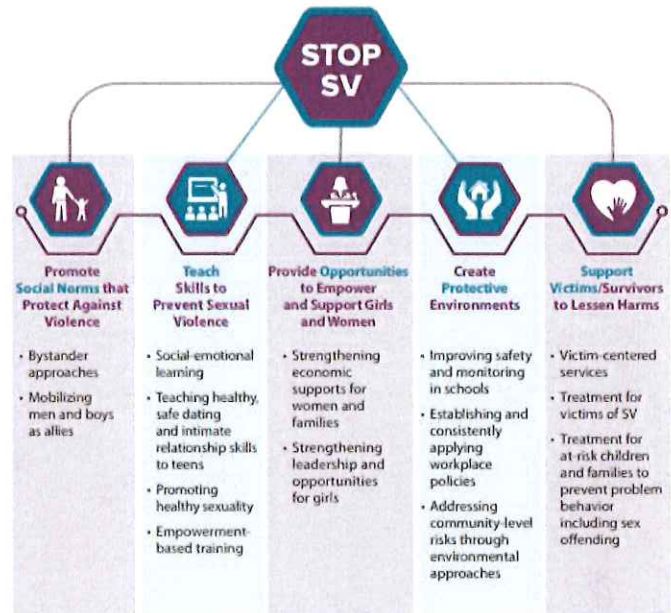 STOP
SV
Promote
Social Norms that
Protect Against
Violence
• Bystander
approaches
• Mobilizing
men and boys
as allies
Teach
Skills to
Prevent Sexual
Violence
• Social-emotional
learning
• Teaching healthy,
safe dating
and intimate
relationship skills
to teens
• Promoting
healthy sexuality
• Empowerment-
based training
Provide Opportunities
to Empower
and Support Girls
and Women
• Strengthening
economic
supports for
women and
families
• Strengthening
leadership and
opportunities
for girls
Create
Protective
Environments
• Improving safety
and monitoring
in schools
• Establishing and
consistently
applying
workplace
policies
• Addressing
community-level
risks through
environmental
approaches
Support
Victims/Survivors
to Lessen Harms
• Victim-centered
services
• Treatment for
victims of SV
• Treatment for
at-risk children
and families to
prevent problem
behavior
including sex
offending